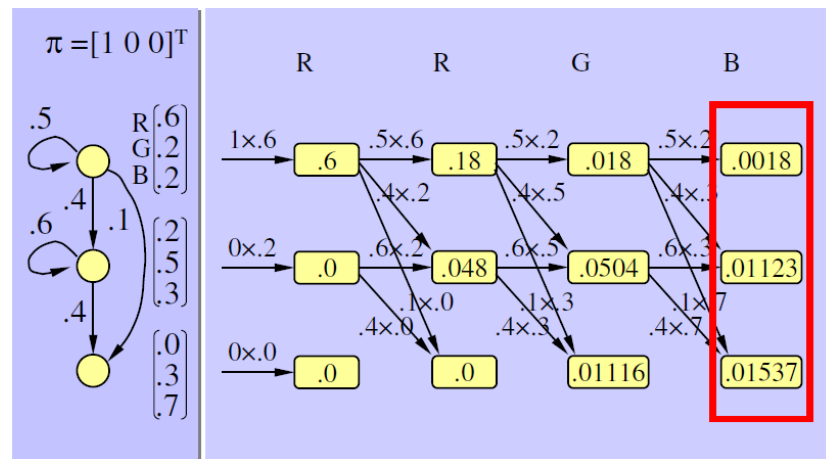 π =[1 0 0]ᵀ
.5
R .6
G .2
B .2
.4
.1
.6
.2
.5
.3
.4
.0
.3
.7
R R G B
1×.6 .6 .5×.6 .18 .5×.2 .018 .5×.2 .0018
.4×.2 .4×.5 .4×.3
0×.2 .0 .6×.2 .048 .6×.5 .0504 .6×.3 .01123
.1×.0 .1×.3 .1×.7
.4×.0 .4×.3 .4×.7
0×.0 .0 .0 .01116 .01537